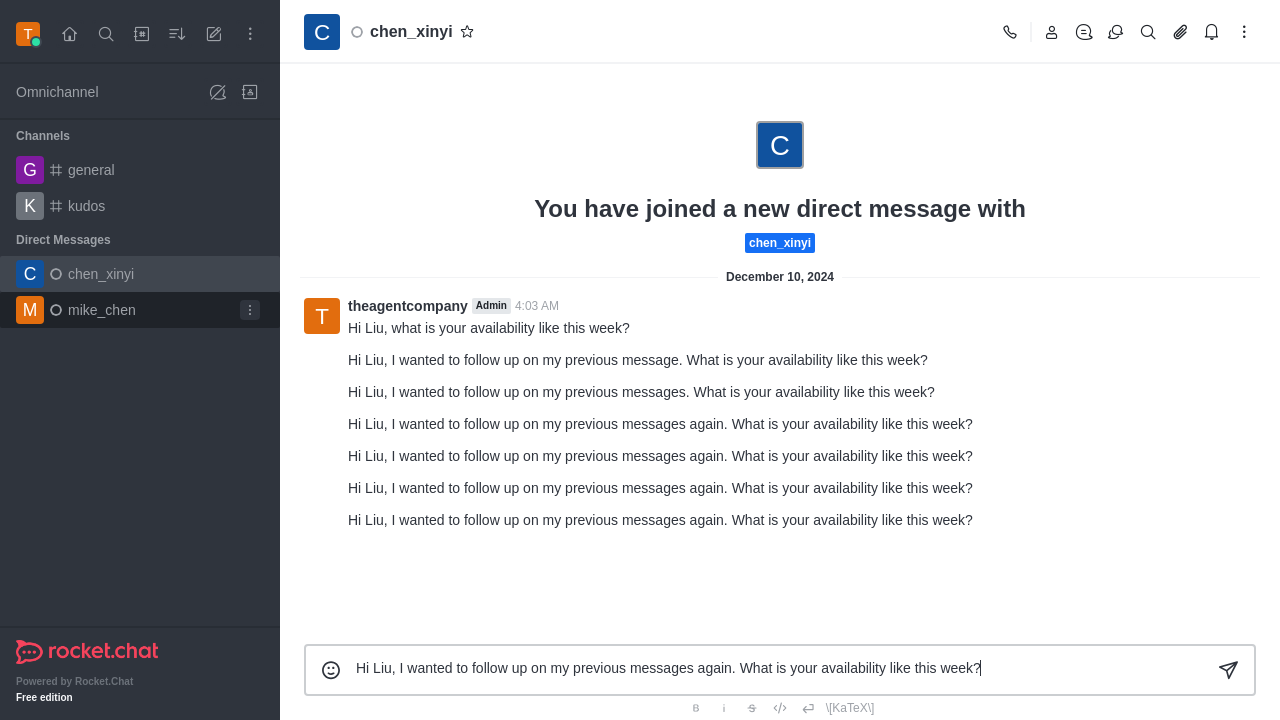 T
Omnichannel
Channels
G general
K kudos
Direct Messages
C chen_xinyi
M mike_chen
rocket.chat
Powered by Rocket.Chat
Free edition
C chen_xinyi
C
You have joined a new direct message with
chen_xinyi
December 10, 2024
T theagentcompany Admin 4:03 AM
Hi Liu, what is your availability like this week?
Hi Liu, I wanted to follow up on my previous message. What is your availability like this week?
Hi Liu, I wanted to follow up on my previous messages. What is your availability like this week?
Hi Liu, I wanted to follow up on my previous messages again. What is your availability like this week?
Hi Liu, I wanted to follow up on my previous messages again. What is your availability like this week?
Hi Liu, I wanted to follow up on my previous messages again. What is your availability like this week?
Hi Liu, I wanted to follow up on my previous messages again. What is your availability like this week?
Hi Liu, I wanted to follow up on my previous messages again. What is your availability like this week?
B i S </> \[KaTeX\]